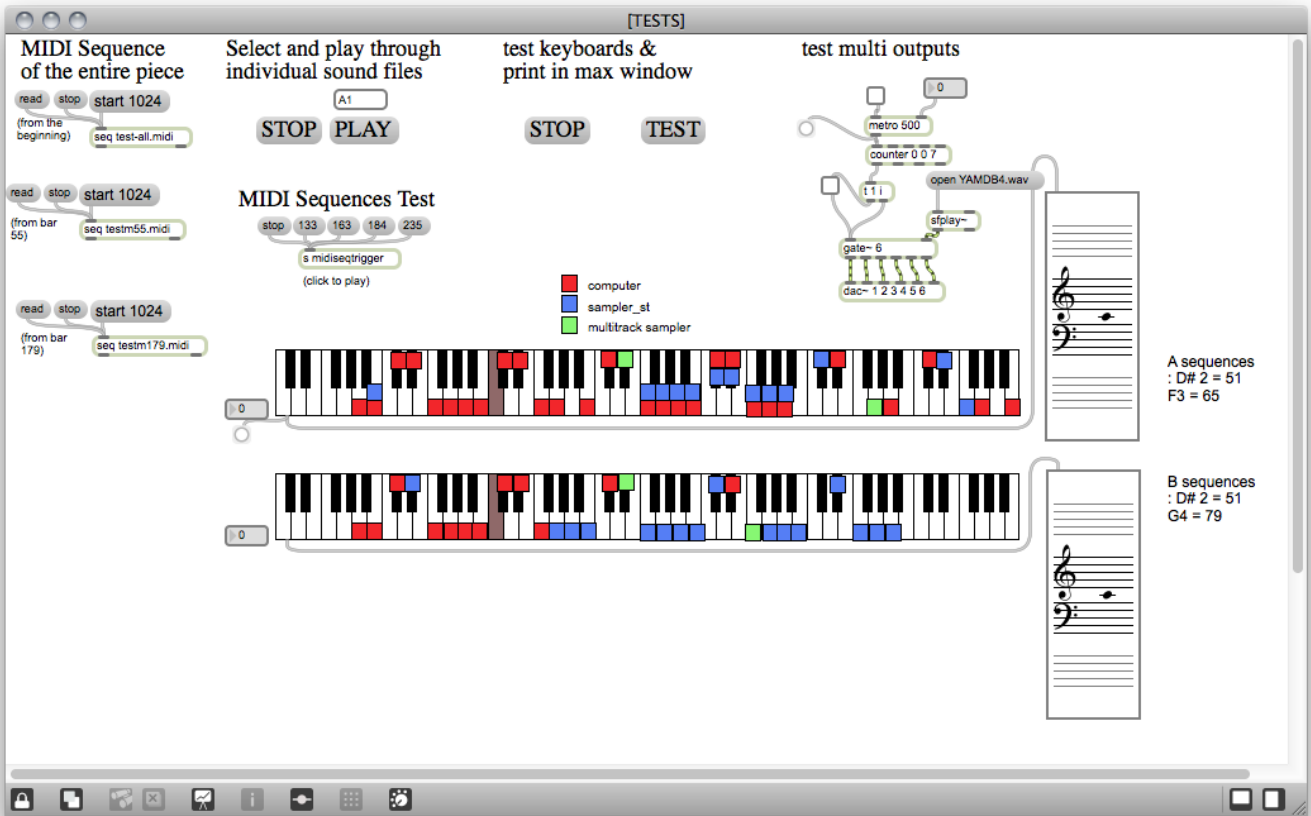 [TESTS]
MIDI Sequence
of the entire piece
read
stop
start 1024
(from the
beginning)
seq test-all.midi
read
stop
start 1024
(from bar
55)
seq testm55.midi
read
stop
start 1024
(from bar
179)
seq testm179.midi
Select and play through
individual sound files
A1
STOP
PLAY
MIDI Sequences Test
stop
133
163
184
235
s midiseqtrigger
(click to play)
test keyboards &
print in max window
STOP
TEST
computer
sampler_st
multitrack sampler
test multi outputs
0
metro 500
counter 0 0 7
t 1 i
open YAMDB4.wav
sfplay~
gate~ 6
dac~ 1 2 3 4 5 6
0
A sequences
: D# 2 = 51
F3 = 65
0
B sequences
: D# 2 = 51
G4 = 79